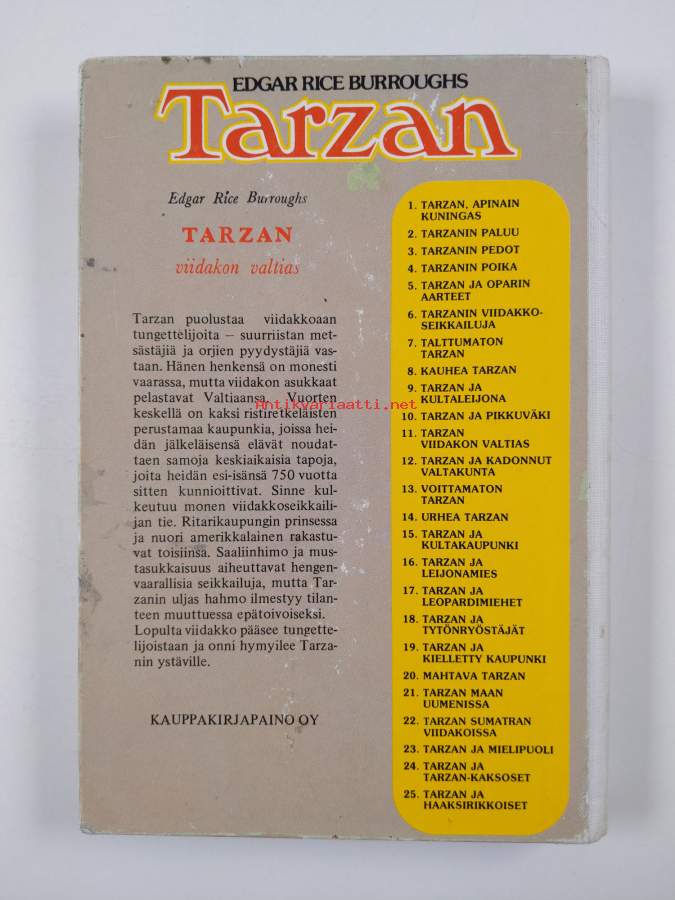 EDGAR RICE BURROUGHS
Tarzan
Edgar Rice Burroughs
TARZAN
viidakon valtias
Tarzan puolustaa viidakkoaan
tungettelijoita — suurriistan met-
sästäjiä ja orjien pyydystäjiä vas-
taan. Hänen henkensä on monesti
vaarassa, mutta viidakon asukkaat
pelastavat Valtiaansa. Vuorten
keskellä on kaksi ristiretkeläisten
perustamaa kaupunkia, joissa hei-
dän jälkeläisensä elävät noudat-
taen samoja keskiaikaisia tapoja,
joita heidän esi-isänsä 750 vuotta
sitten kunnioittivat. Sinne kul-
keutuu monen viidakkoseikkaili-
jan tie. Ritarikaupungin prinsessa
ja nuori amerikkalainen rakastu-
vat toisiinsa. Saaliinhimo ja mus-
tasukkaisuus aiheuttavat hengen-
vaarallisia seikkailuja, mutta Tar-
zanin uljas hahmo ilmestyy tilan-
teen muuttuessa epätoivoiseksi.
Lopulta viidakko pääsee tungette-
lijoistaan ja onni hymyilee Tarza-
nin ystäville.
KAUPPAKIRJAPAINO OY
1. TARZAN, APINAIN
KUNINGAS
2. TARZANIN PALUU
3. TARZANIN PEDOT
4. TARZANIN POIKA
5. TARZAN JA OPARIN
AARTEET
6. TARZANIN VIIDAKKO-
SEIKKAILUJA
7. TALTTUMATON
TARZAN
8. KAUHEA TARZAN
9. TARZAN JA
KULTALEIJONA
10. TARZAN JA PIKKUVÄKI
11. TARZAN
VIIDAKON VALTIAS
12. TARZAN JA KADONNUT
VALTAKUNTA
13. VOITTAMATON
TARZAN
14. URHEA TARZAN
15. TARZAN JA
KULTAKAUPUNKI
16. TARZAN JA
LEIJONAMIES
17. TARZAN JA
LEOPARDIMIEHET
18. TARZAN JA
TYTÖNRYÖSTÄJÄT
19. TARZAN JA
KIELLETTY KAUPUNKI
20. MAHTAVA TARZAN
21. TARZAN MAAN
UUMENISSA
22. TARZAN SUMATRAN
VIIDAKOISSA
23. TARZAN JA MIELIPUOLI
24. TARZAN JA
TARZAN-KAKSOSET
25. TARZAN JA
HAAKSIRIKKOISET
Antikvariaatti.net